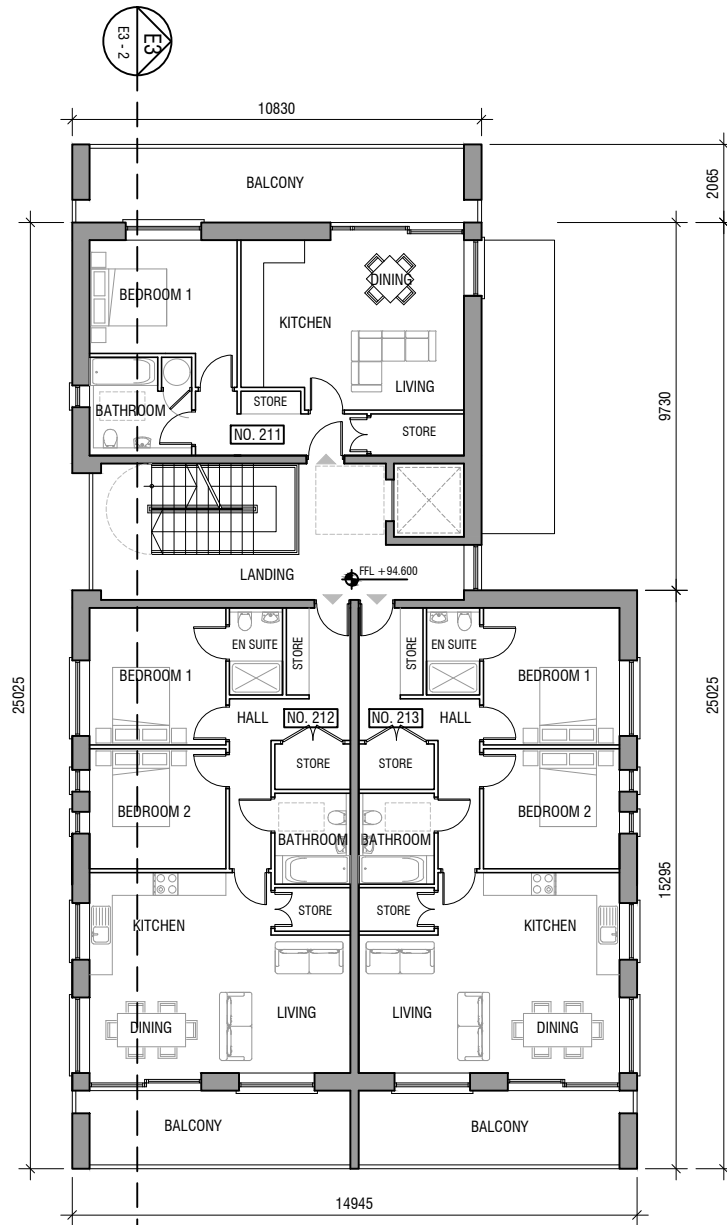 E3
E3 - 2
10830
BALCONY
2065
BEDROOM 1
DINING
KITCHEN
LIVING
BATHROOM
STORE
NO. 211
STORE
9730
LANDING
FFL +94.600
25025
25025
EN SUITE
STORE
STORE
EN SUITE
BEDROOM 1
BEDROOM 1
HALL
NO. 212
NO. 213
HALL
STORE
STORE
BEDROOM 2
BEDROOM 2
BATHROOM
BATHROOM
15295
STORE
STORE
KITCHEN
KITCHEN
LIVING
LIVING
DINING
DINING
BALCONY
BALCONY
14945